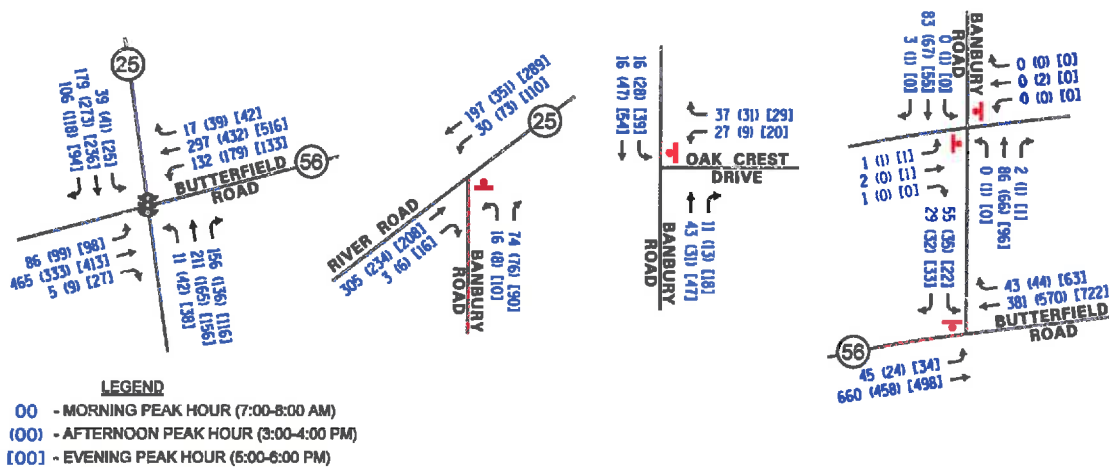 25
39 (41) [25]
179 (273) [236]
106 (118) [94]
17 (39) [42]
297 (432) [516]
132 (179) [133]
BUTTERFIELD
ROAD
56
86 (99) [98]
465 (333) [413]
5 (9) [27]
156 (136) [116]
211 (165) [156]
11 (42) [38]
197 (351) [289]
30 (73) [110]
25
RIVER ROAD
305 (234) [208]
3 (6) [16]
BANBURY
ROAD
74 (76) [90]
16 (8) [10]
16 (28) [39]
16 (47) [54]
37 (31) [29]
27 (9) [20]
OAK CREST
DRIVE
BANBURY
ROAD
11 (13) [18]
43 (31) [47]
BANBURY
ROAD
0 (1) [0]
83 (67) [55]
3 (1) [0]
0 (0) [0]
0 (2) [0]
0 (0) [0]
1 (1) [1]
2 (0) [1]
1 (0) [0]
2 (1) [1]
86 (66) [96]
0 (1) [0]
55 (35) [22]
29 (32) [33]
43 (44) [63]
381 (570) [722]
BUTTERFIELD
ROAD
56
45 (24) [34]
660 (458) [498]
LEGEND
00 - MORNING PEAK HOUR (7:00-8:00 AM)
(00) - AFTERNOON PEAK HOUR (3:00-4:00 PM)
[00] - EVENING PEAK HOUR (5:00-6:00 PM)